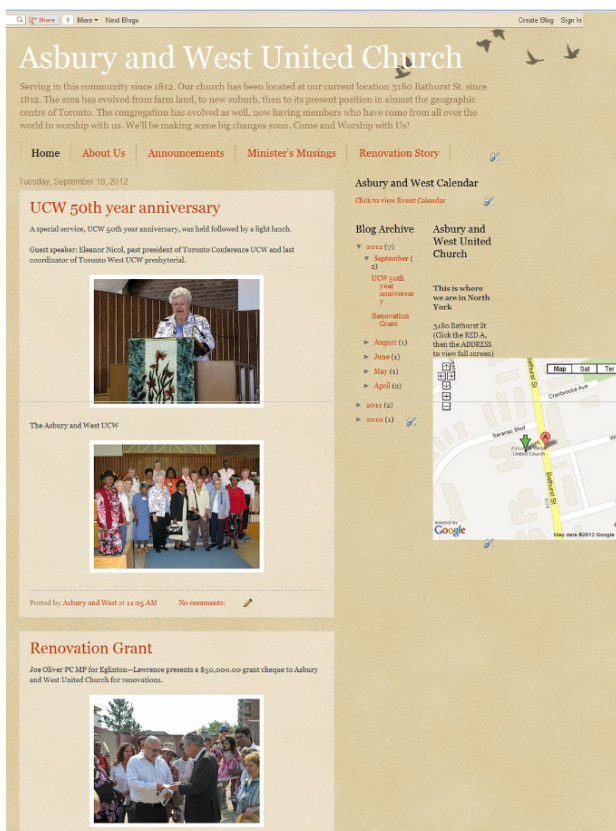 Share 0 More Next Blog» Create Blog Sign In
Asbury and West United Church
Serving in this community since 1812. Our church has been located at our current location 3180 Bathurst St. since
1812. The area has evolved from farm land, to new suburb, then to its present position in almost the geographic
centre of Toronto. The congregation has evolved as well, now having members who have come from all over the
world to worship with us. We'll be making some big changes soon. Come and Worship with Us!
Home About Us Announcements Minister's Musings Renovation Story
Tuesday, September 18, 2012
UCW 50th year anniversary
A special service, UCW 50th year anniversary, was held followed by a light lunch.
Guest speaker: Eleanor Nicol, past president of Toronto Conference UCW and last
coordinator of Toronto West UCW presbyterial.
The Asbury and West UCW
Posted by Asbury and West at 11:25 AM No comments:
Renovation Grant
Joe Oliver PC MP for Eglinton—Lawrence presents a $50,000.00 grant cheque to Asbury
and West United Church for renovations.
Asbury and West Calendar
Click to view Event Calendar
Blog Archive
▼ 2012 (7)
▼ September (
2)
UCW 50th
year
anniversar
y
Renovation
Grant
► August (1)
► June (1)
► May (1)
► April (2)
► 2011 (2)
► 2010 (1)
Asbury and
West United
Church
This is where
we are in North
York
3180 Bathurst St
(Click the RED A,
then the ADDRESS
to view full screen)
Map Sat Ter
Bathurst St
Cranbrooke Ave
Saranac Blvd
A
Asbury & West
United Church
Bathurst St
POWERED BY
Google
Map data ©2012 Google